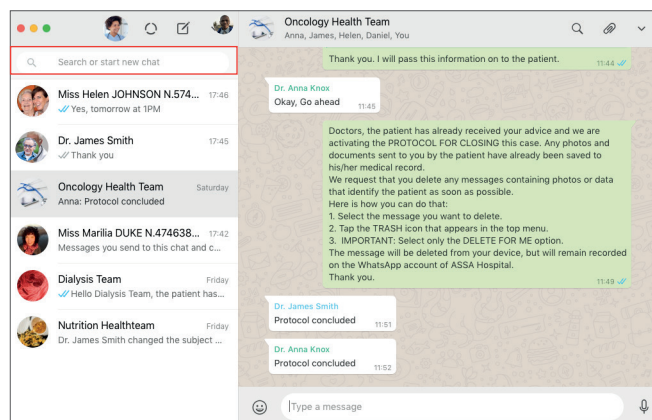 Search or start new chat
Miss Helen JOHNSON N.574... 17:46
Yes, tomorrow at 1PM
Dr. James Smith 17:45
Thank you
Oncology Health Team Saturday
Anna: Protocol concluded
Miss Marilia DUKE N.474638... 17:42
Messages you send to this chat and c...
Dialysis Team Friday
Hello Dialysis Team, the patient has...
Nutrition Healthteam Friday
Dr. James Smith changed the subject ...
Oncology Health Team
Anna, James, Helen, Daniel, You
Thank you. I will pass this information on to the patient.
11:44
Dr. Anna Knox
Okay, Go ahead 11:45
Doctors, the patient has already received your advice and we are
activating the PROTOCOL FOR CLOSING this case. Any photos and
documents sent to you by the patient have already been saved to
his/her medical record.
We request that you delete any messages containing photos or data
that identify the patient as soon as possible.
Here is how you can do that:
1. Select the message you want to delete.
2. Tap the TRASH icon that appears in the top menu.
3. IMPORTANT: Select only the DELETE FOR ME option.
The message will be deleted from your device, but will remain recorded
on the WhatsApp account of ASSA Hospital.
Thank you.
11:49
Dr. James Smith
Protocol concluded 11:51
Dr. Anna Knox
Protocol concluded 11:52
Type a message